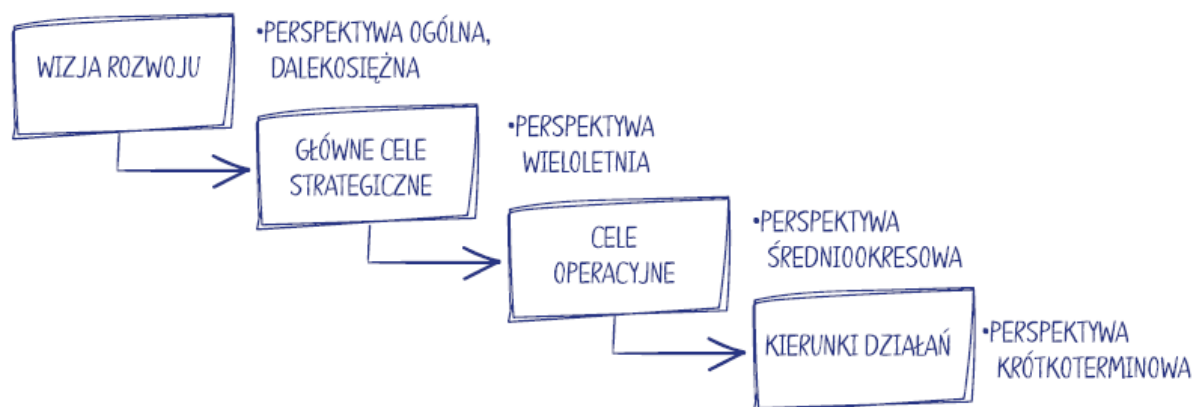 WIZJA ROZWOJU
•PERSPEKTYWA OGÓLNA,
DALEKOSIĘŻNA
GŁÓWNE CELE
STRATEGICZNE
•PERSPEKTYWA
WIELOLETNIA
CELE
OPERACYJNE
•PERSPEKTYWA
ŚREDNIOOKRESOWA
KIERUNKI DZIAŁAŃ
•PERSPEKTYWA
KRÓTKOTERMINOWA